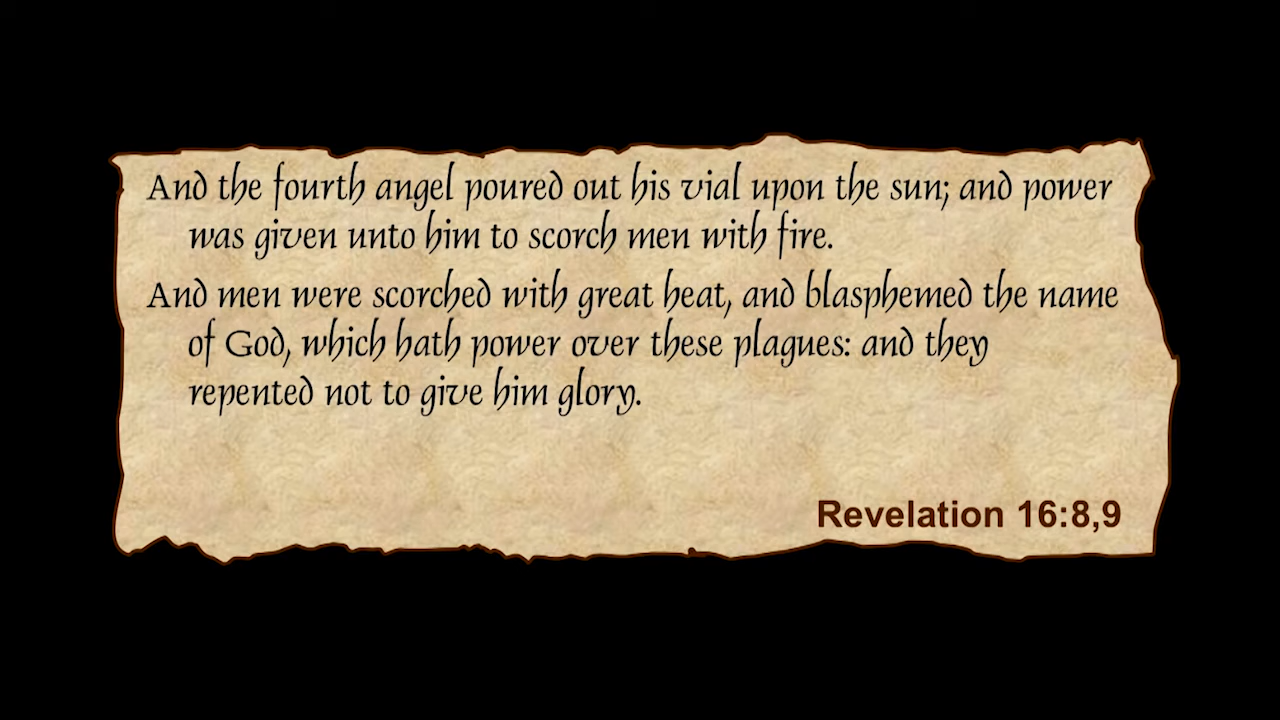 And the fourth angel poured out his vial upon the sun; and power
was given unto him to scorch men with fire.
And men were scorched with great heat, and blasphemed the name
of God, which hath power over these plagues: and they
repented not to give him glory.
Revelation 16:8,9